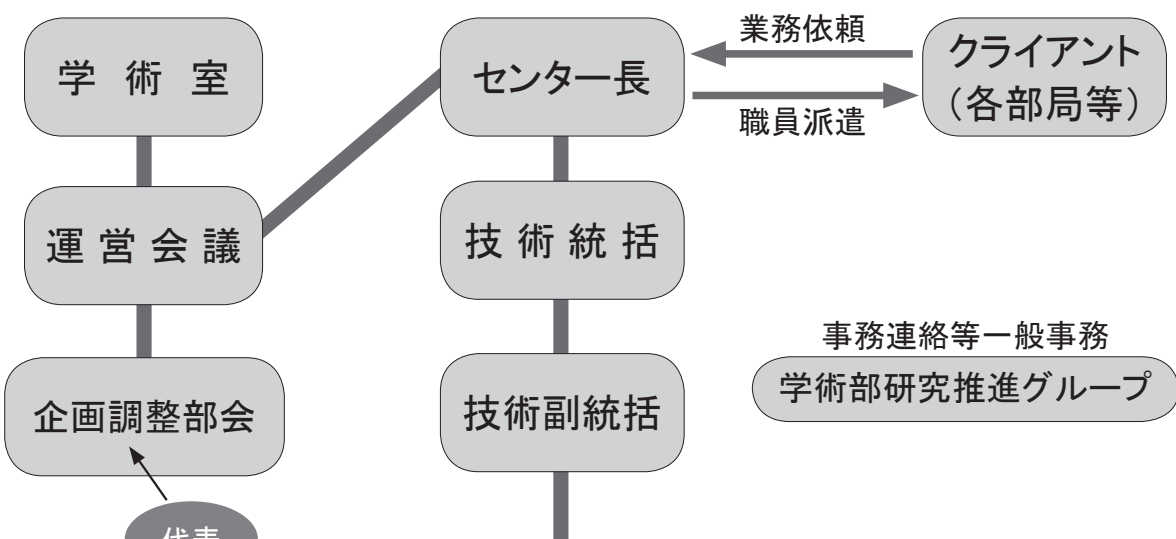 学術室
運営会議
企画調整部会
代表
センター長
技術統括
技術副統括
業務依頼
職員派遣
クライアント
（各部局等）
事務連絡等一般事務
学術部研究推進グループ